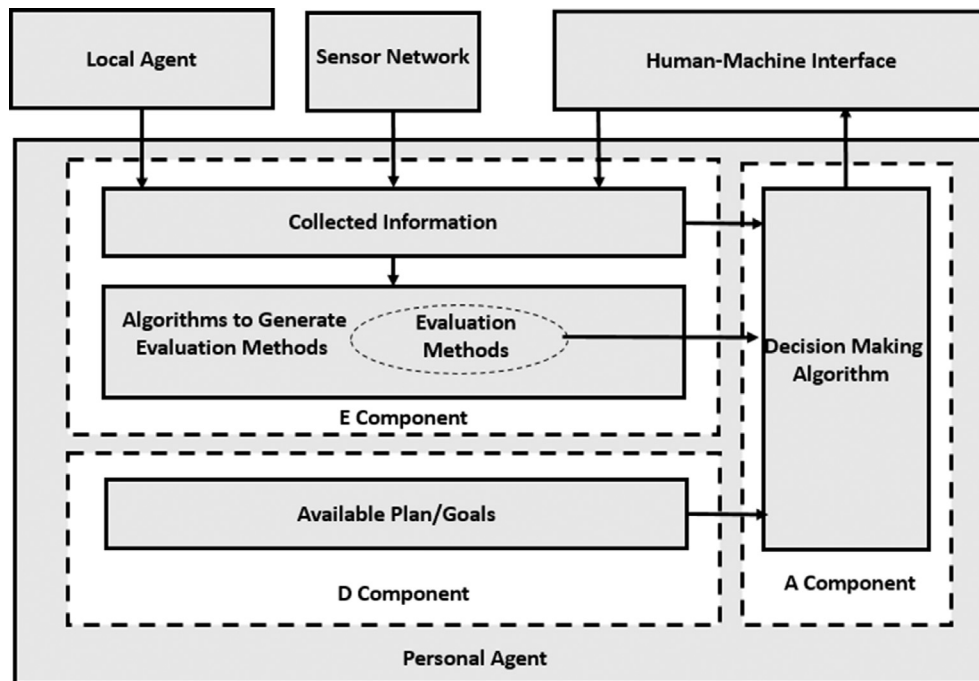 Local Agent
Sensor Network
Human-Machine Interface
Collected Information
Algorithms to Generate
Evaluation Methods
Evaluation
Methods
Decision Making
Algorithm
E Component
Available Plan/Goals
D Component
A Component
Personal Agent